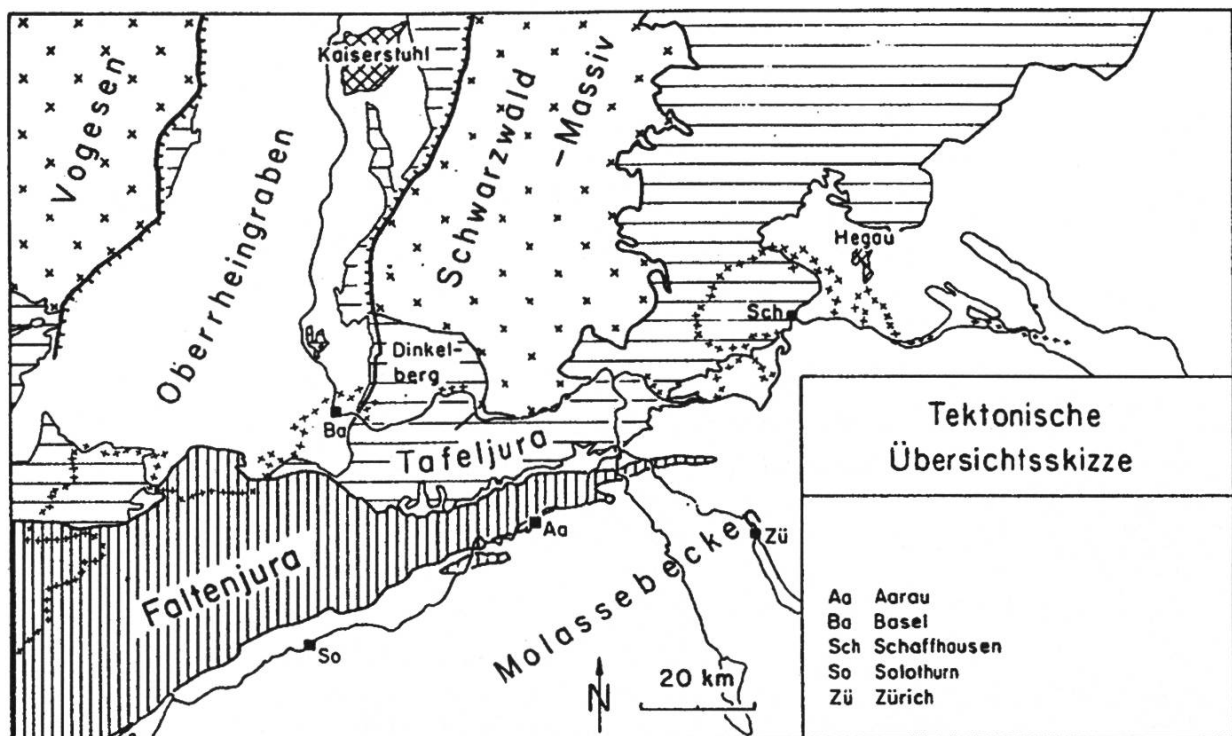 Vogesen
Oberrheingraben
Kaiserstuhl
Schwarzwald
-Massiv
Hegau
Sch
Dinkel-
berg
Ba
Tafeljura
Faltenjura
Aa
Zü
So
Molassebecke
N
20 km
Tektonische
Übersichtsskizze
Aa Aarau
Ba Basel
Sch Schaffhausen
So Solothurn
Zü Zürich